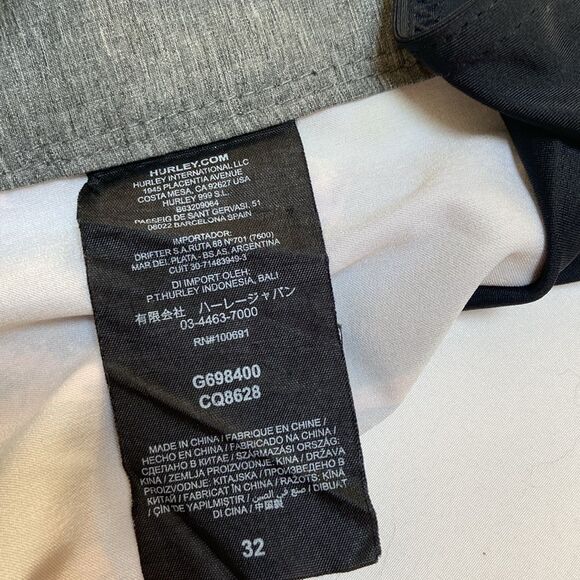 HURLEY.COM
HURLEY INTERNATIONAL LLC
1945 PLACENTIA AVENUE
COSTA MESA, CA 92627 USA
HURLEY 999 S.L.
B63209064
PASSEIG DE SANT GERVASI, 51
08022 BARCELONA SPAIN
IMPORTADOR:
DRIFTER S.A.RUTA 88 Nº701 (7600)
MAR DEL PLATA - BS.AS. ARGENTINA
CUIT 30-71483949-3
DI IMPORT OLEH:
P.T.HURLEY INDONESIA, BALI
有限会社 ハーレージャパン
03-4463-7000
RN#100691
G698400
CQ8628
MADE IN CHINA / FABRIQUE EN CHINE /
HECHO EN CHINA / FABRICADO NA CHINA /
СДЕЛАНО В КИТАЕ / SZÁRMAZÁSI ORSZÁG:
KÍNA / ZEMLJA PROIZVODNJE: KINA / DRŽAVA
PROIZVODNJE: KITAJSKA / ПРОИЗВЕДЕНО В
КИТАЙ / FABRICAT ÎN CHINA / RAZOTS: ĶĪNĀ
/ ÇİN DE YAPILMIŞTIR / صنع في الصين / DIBUAT
DI CINA / 中国製
32